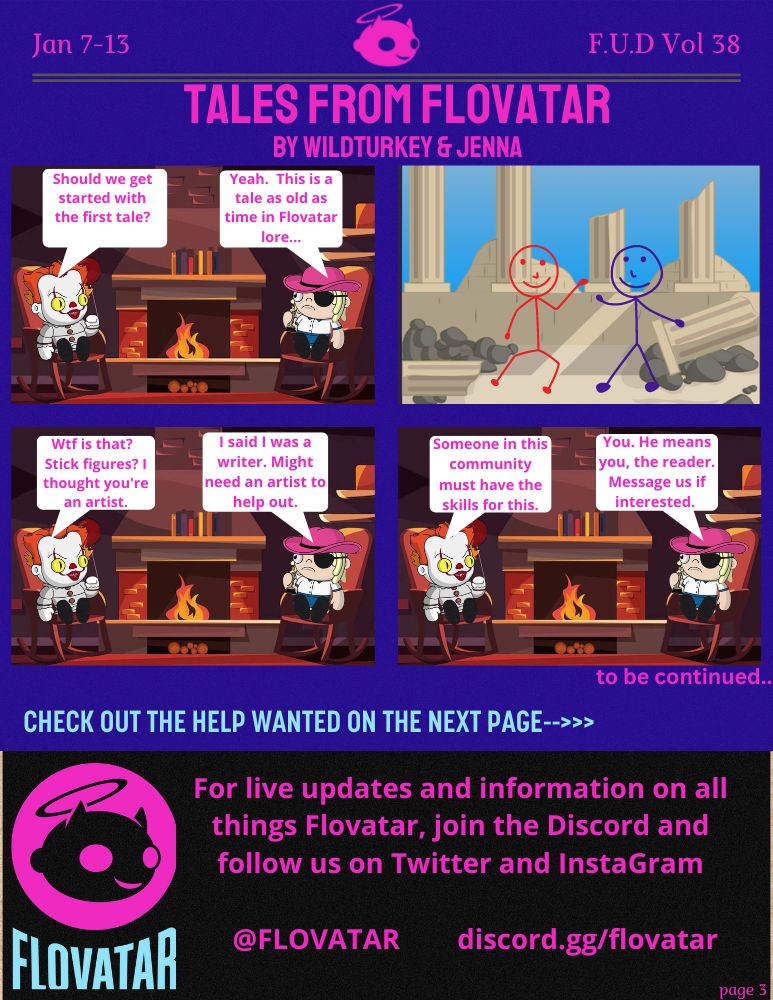 Jan 7-13
F.U.D Vol 38
TALES FROM FLOVATAR
BY WILDTURKEY & JENNA
Should we get
started with
the first tale?
Yeah. This is a
tale as old as
time in Flovatar
lore...
Wtf is that?
Stick figures? I
thought you're
an artist.
I said I was a
writer. Might
need an artist to
help out.
Someone in this
community
must have the
skills for this.
You. He means
you, the reader.
Message us if
interested.
to be continued..
CHECK OUT THE HELP WANTED ON THE NEXT PAGE-->>>
For live updates and information on all
things Flovatar, join the Discord and
follow us on Twitter and InstaGram
@FLOVATAR
discord.gg/flovatar
FLOVATAR
page 3